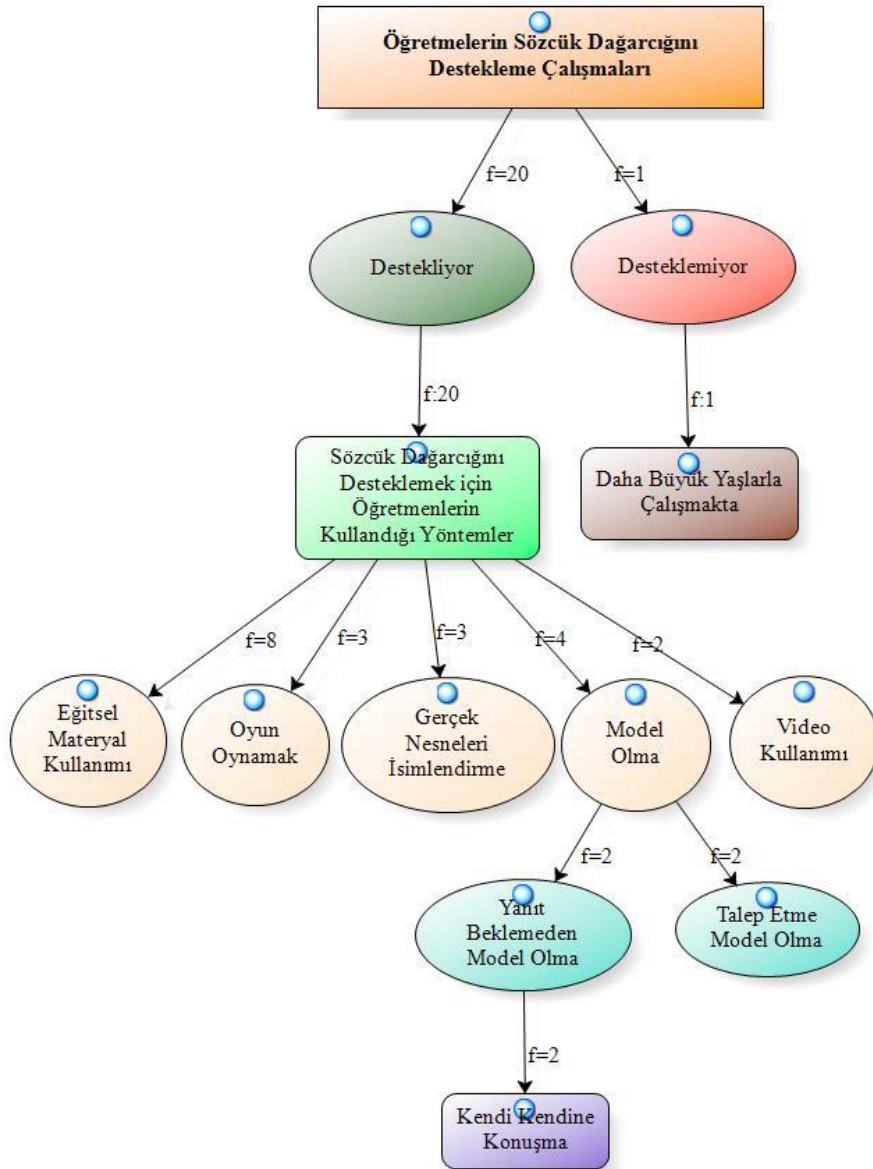 Öğretmelerin Sözcük Dağarcığını
Destekleme Çalışmaları
f=20
f=1
Destekliyor
Desteklemiyor
f:20
f:1
Sözcük Dağarcığını
Desteklemek için
Öğretmenlerin
Kullandığı Yöntemler
Daha Büyük Yaşlarla
Çalışmakta
f=8
f=3
f=3
f=4
f=2
Eğitsel
Materyal
Kullanımı
Oyun
Oynamak
Gerçek
Nesneleri
İsimlendirme
Model
Olma
Video
Kullanımı
f=2
f=2
Yanıt
Beklemeden
Model Olma
Talep Etme
Model Olma
f=2
Kendi Kendine
Konuşma